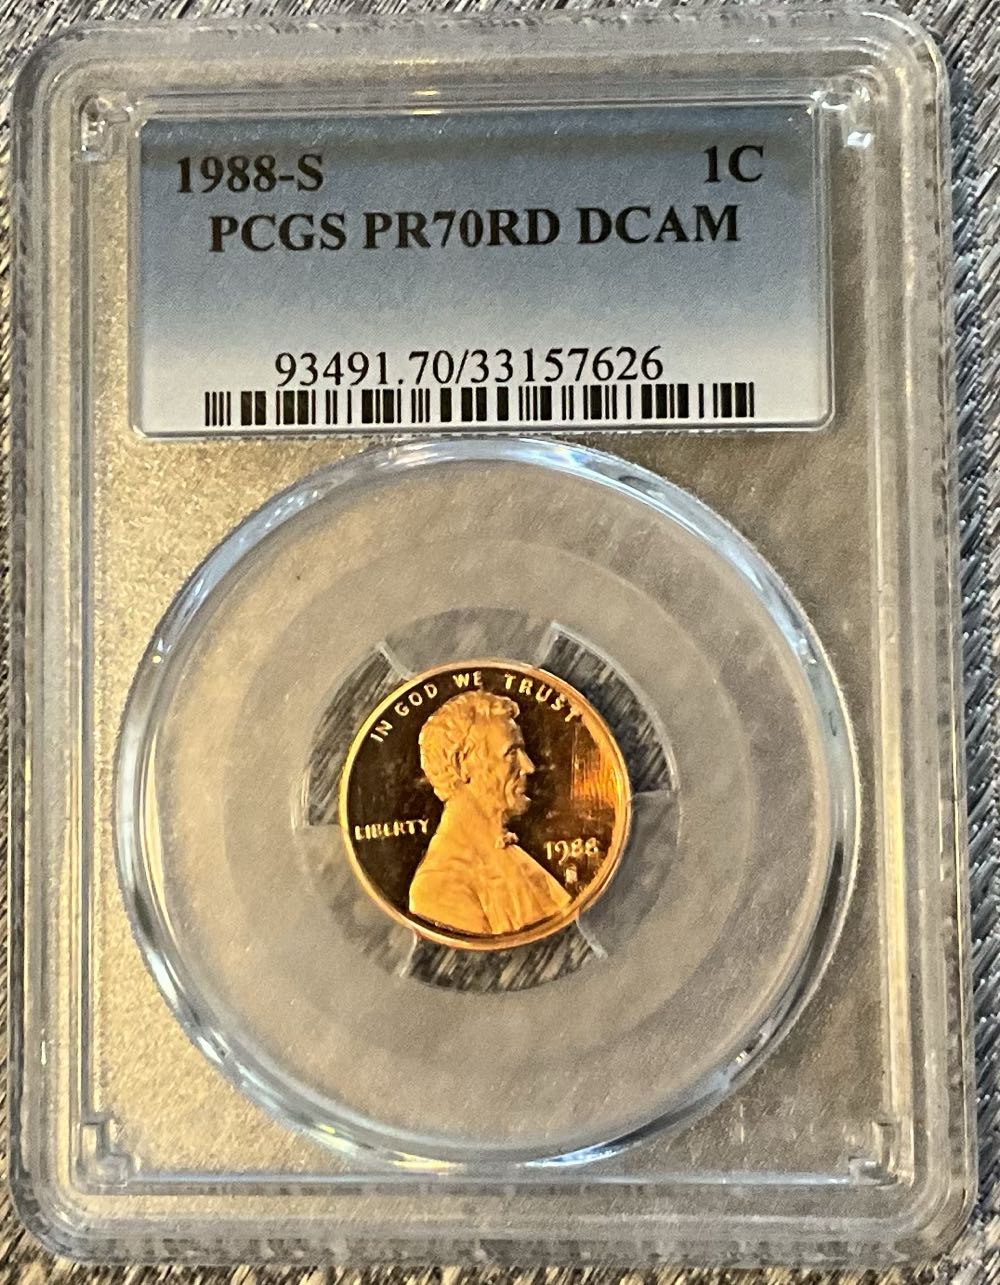 1988-S 1C
PCGS PR70RD DCAM
93491.70/33157626
IN GOD WE TRUST
LIBERTY
1988